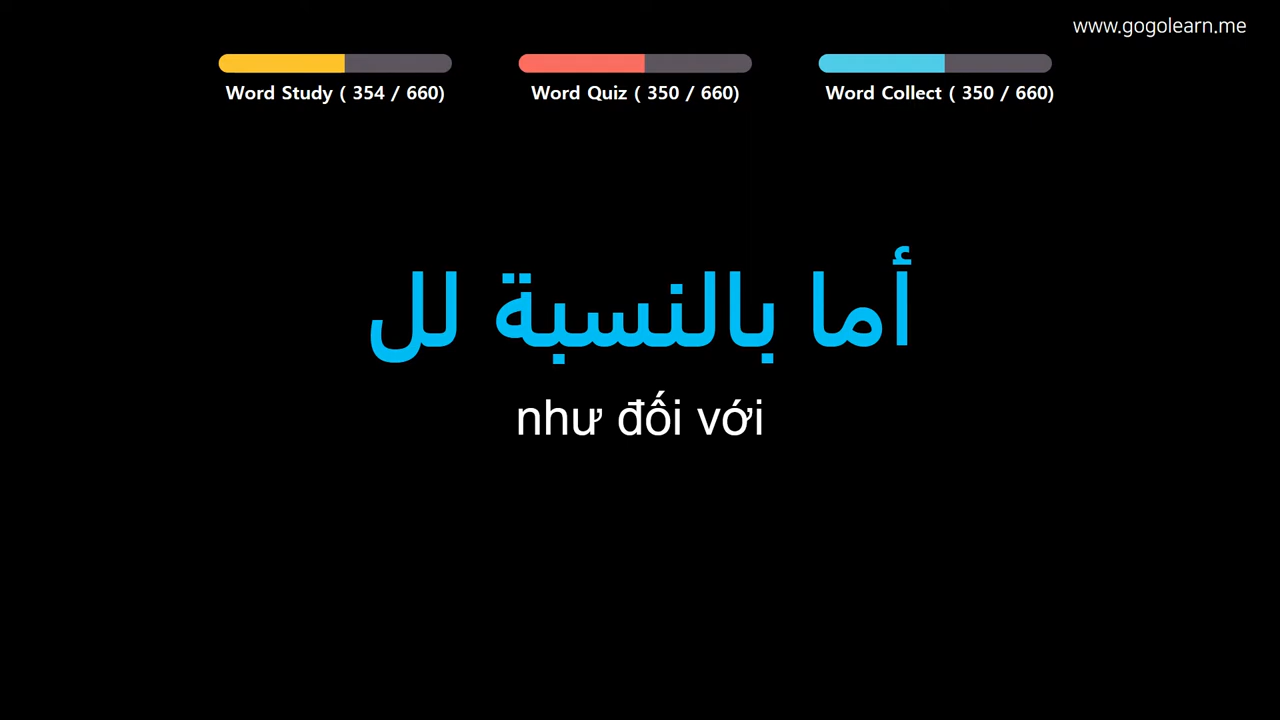 www.gogolearn.me
Word Study ( 354 / 660)
Word Quiz ( 350 / 660)
Word Collect ( 350 / 660)
أما بالنسبة لل
như đối với